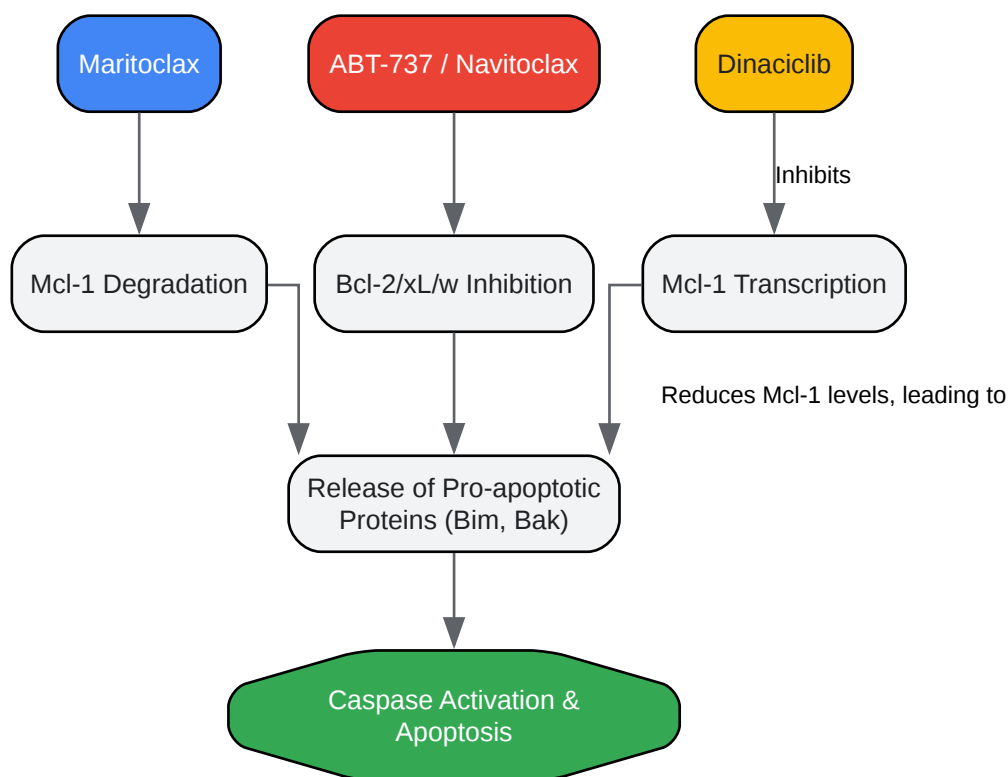 Maritoclax
ABT-737 / Navitoclax
Dinaciclib
Inhibits
Mcl-1 Degradation
Bcl-2/xL/w Inhibition
Mcl-1 Transcription
Reduces Mcl-1 levels, leading to
Release of Pro-apoptotic
Proteins (Bim, Bak)
Caspase Activation &
Apoptosis